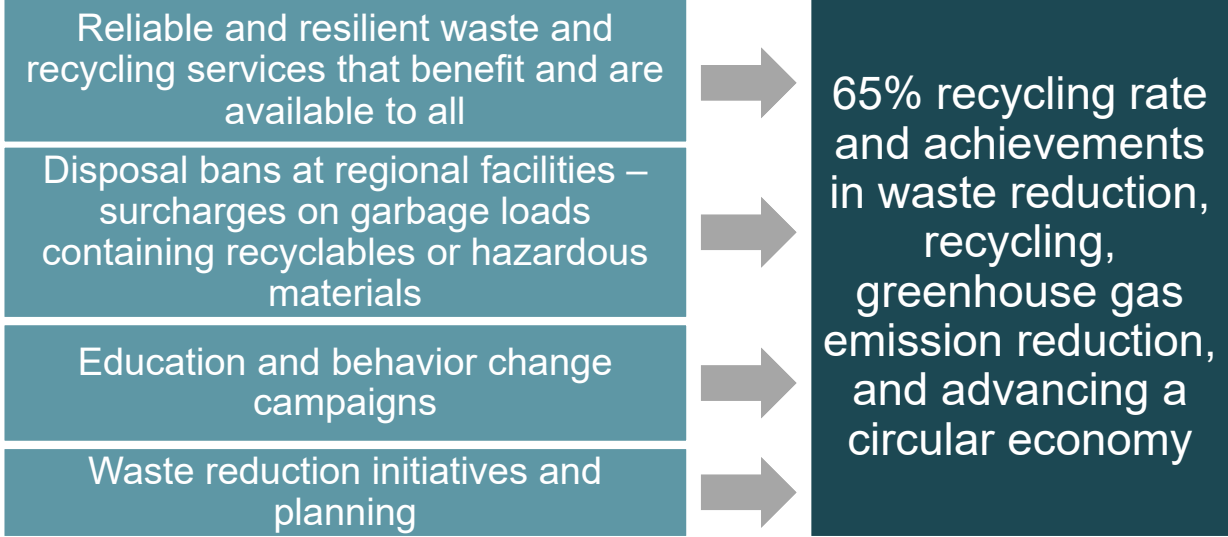 Reliable and resilient waste and
recycling services that benefit and are
available to all
Disposal bans at regional facilities –
surcharges on garbage loads
containing recyclables or hazardous
materials
Education and behavior change
campaigns
Waste reduction initiatives and
planning
65% recycling rate
and achievements
in waste reduction,
recycling,
greenhouse gas
emission reduction,
and advancing a
circular economy